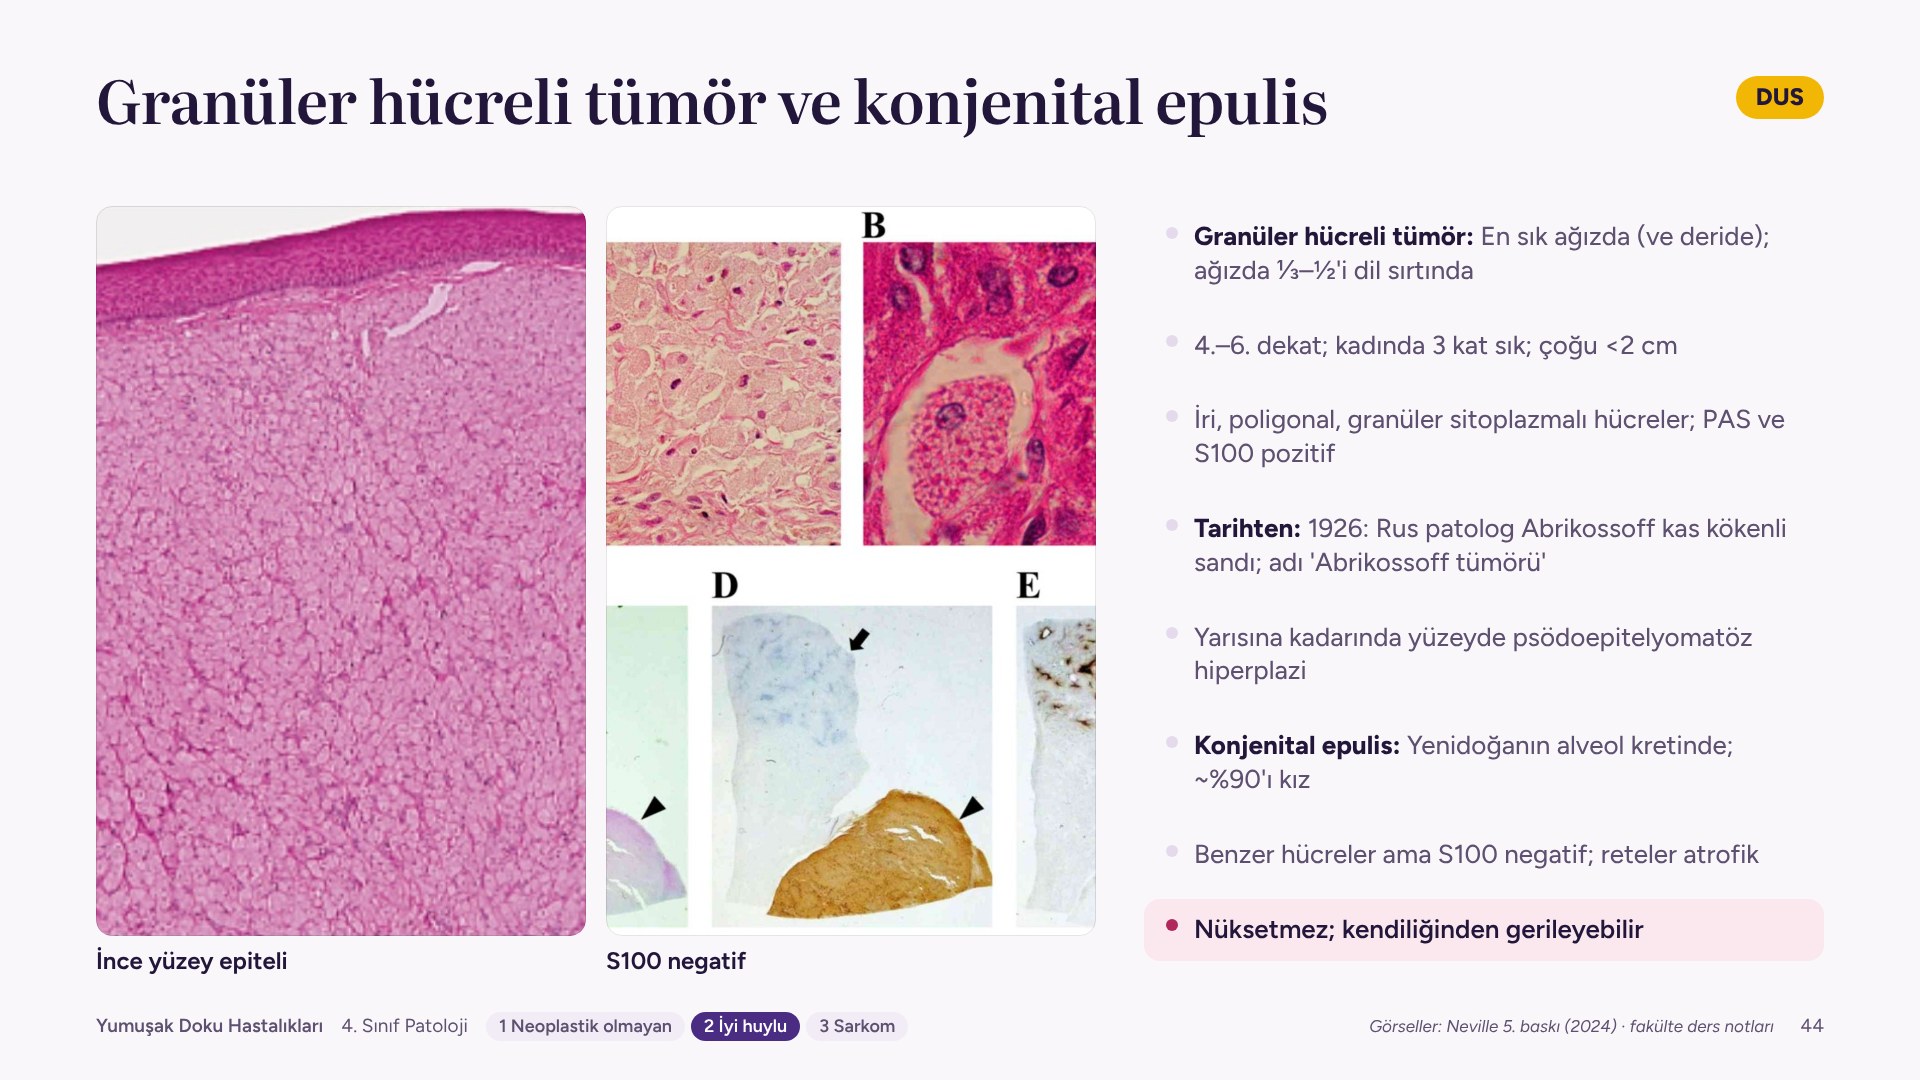 Granüler hücreli tümör ve konjenital epulis
DUS
B
D
E
İnce yüzey epiteli
S100 negatif
Granüler hücreli tümör: En sık ağızda (ve deride);
ağızda ⅓–½'i dil sırtında
4.–6. dekat; kadında 3 kat sık; çoğu <2 cm
İri, poligonal, granüler sitoplazmalı hücreler; PAS ve
S100 pozitif
Tarihten: 1926: Rus patolog Abrikossoff kas kökenli
sandı; adı 'Abrikossoff tümörü'
Yarısına kadarında yüzeyde psödoepitelyomatöz
hiperplazi
Konjenital epulis: Yenidoğanın alveol kretinde;
~%90'ı kız
Benzer hücreler ama S100 negatif; reteler atrofik
Nüksetmez; kendiliğinden gerileyebilir
Yumuşak Doku Hastalıkları 4. Sınıf Patoloji 1 Neoplastik olmayan 2 İyi huylu 3 Sarkom
Görseller: Neville 5. baskı (2024) · fakülte ders notları 44